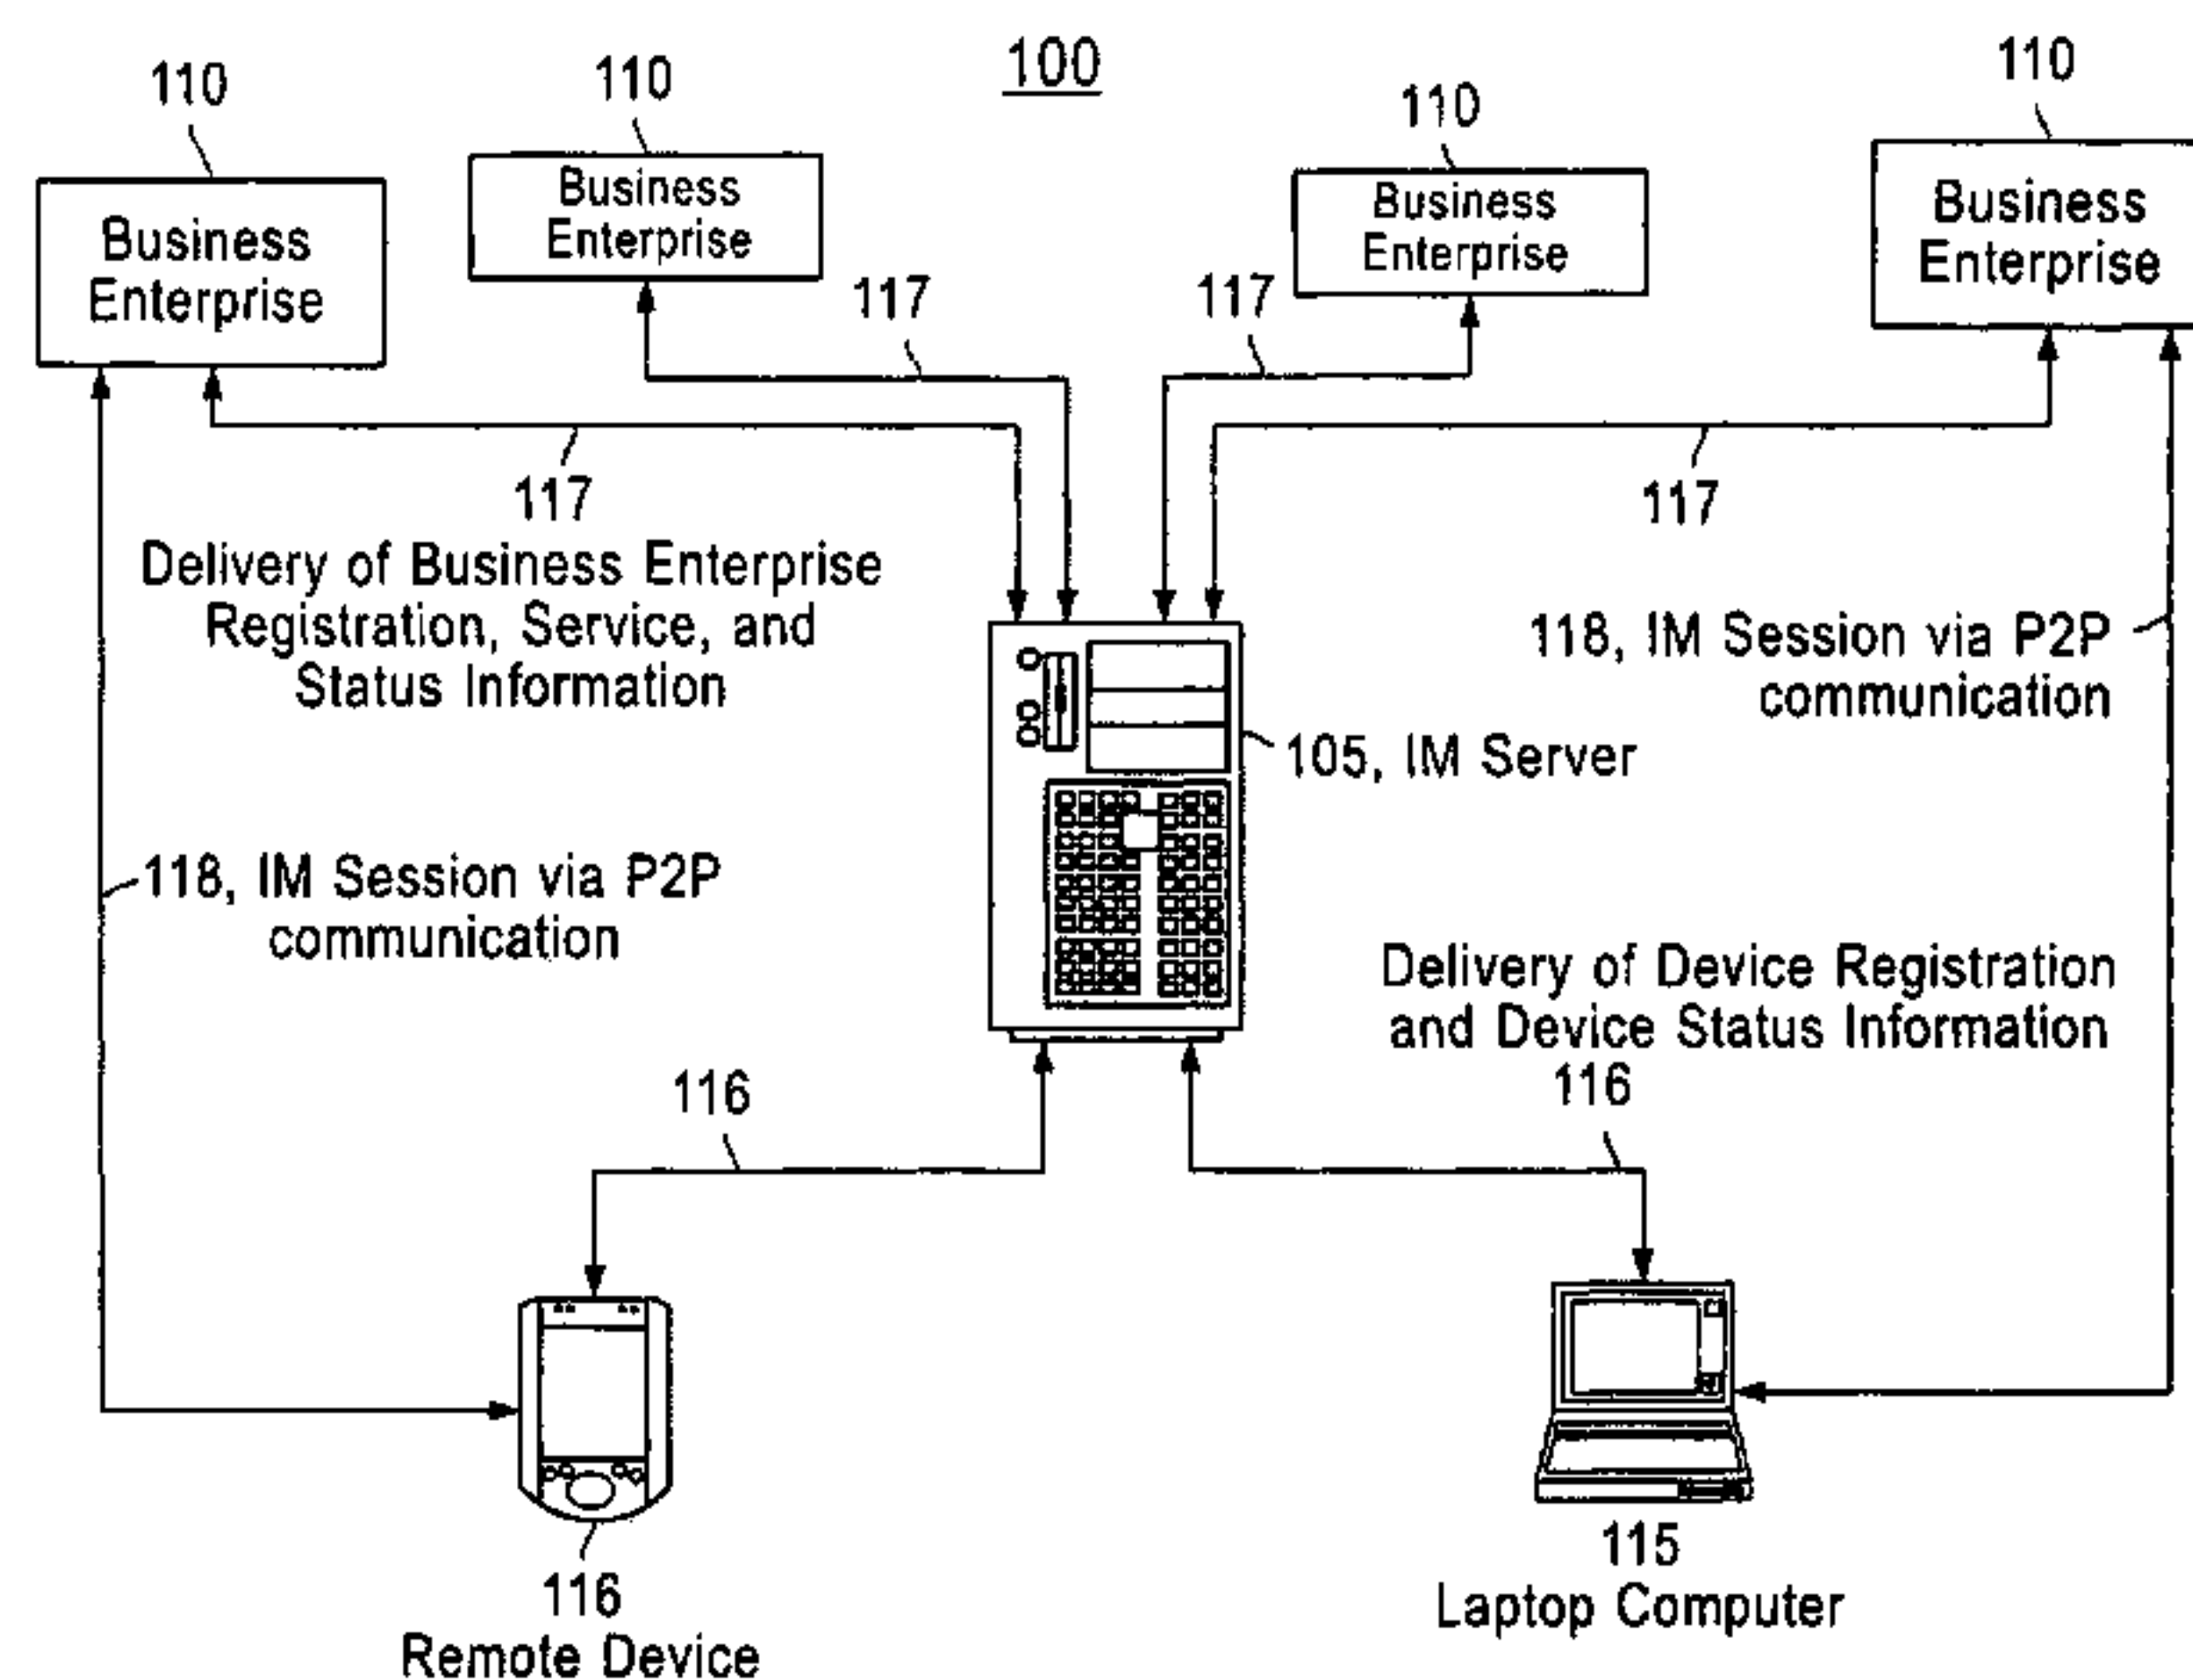 100
110
110
110
110
Business
Enterprise
Business
Enterprise
Business
Enterprise
Business
Enterprise
117
117
117
Delivery of Business Enterprise
Registration, Service, and
Status Information
117
118, IM Session via P2P
communication
105, IM Server
118, IM Session via P2P
communication
Delivery of Device Registration
and Device Status Information
116
116
116
Remote Device
115
Laptop Computer